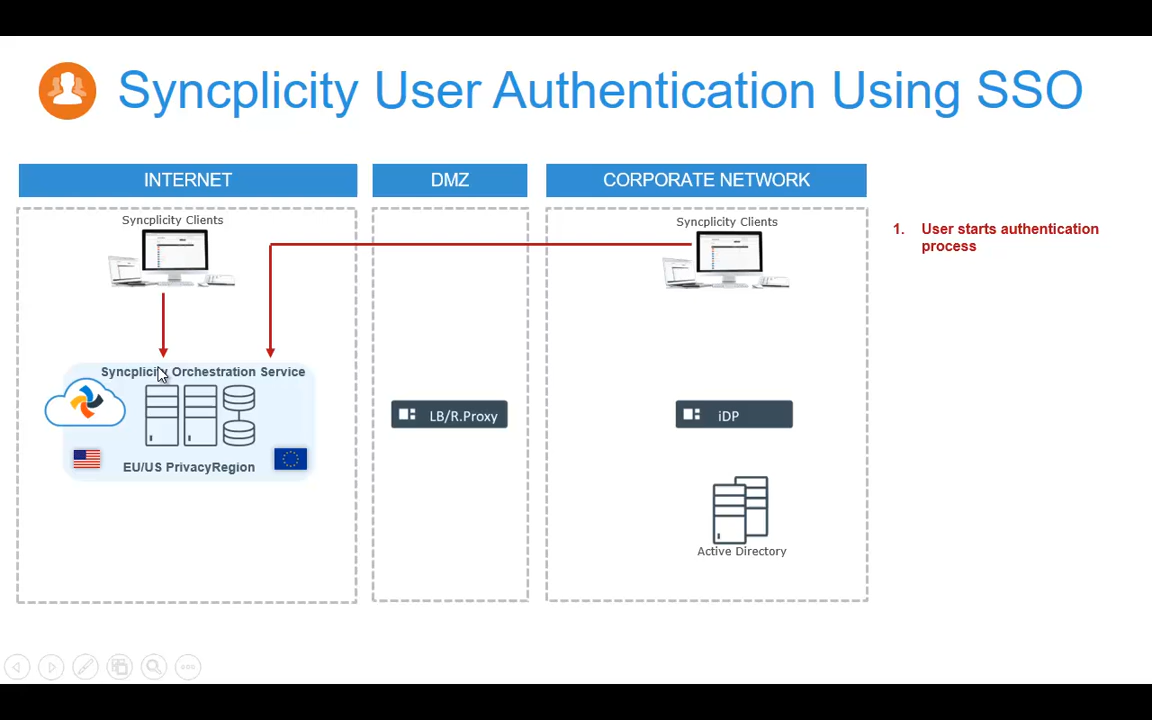 Syncplicity User Authentication Using SSO
INTERNET
DMZ
CORPORATE NETWORK
Syncplicity Clients
Syncplicity Clients
1. User starts authentication
process
Syncplicity Orchestration Service
LB/R.Proxy
iDP
EU/US PrivacyRegion
Active Directory